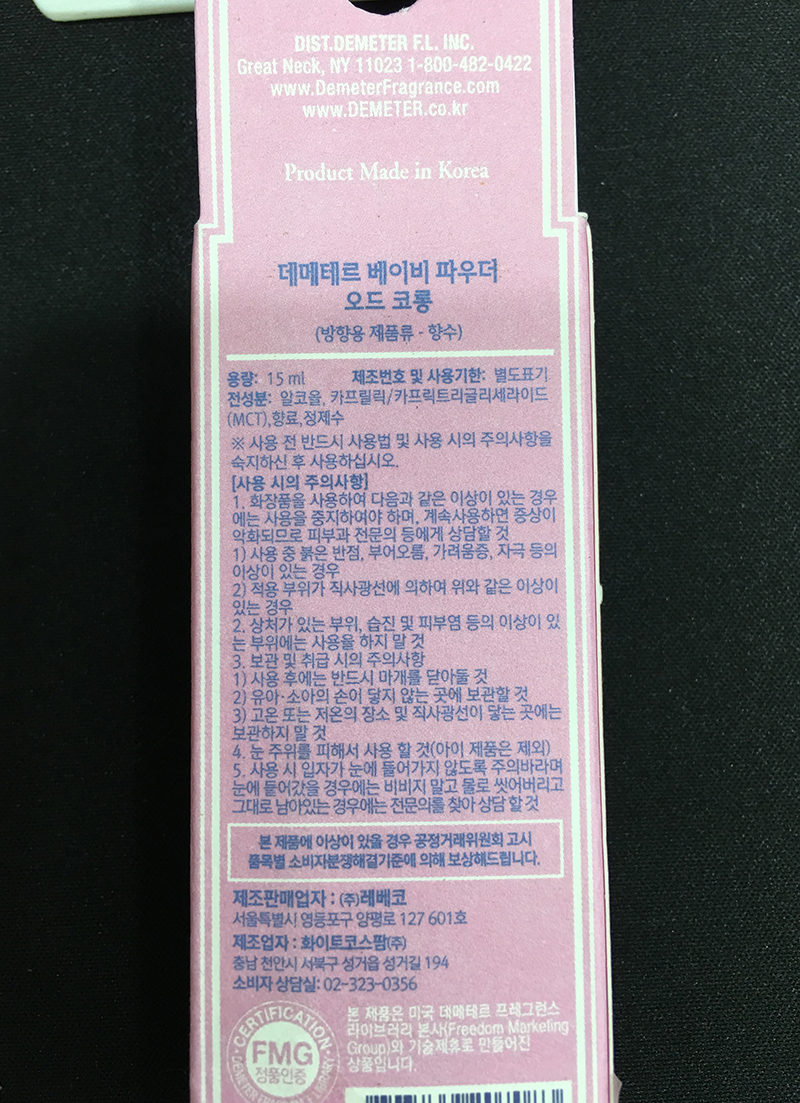 DIST.DEMETER F.L. INC.
Great Neck, NY 11023 1-800-482-0422
www.DemeterFragrance.com
www.DEMETER.co.kr
Product Made in Korea
데메테르 베이비 파우더
오드 코롱
(방향용 제품류 - 향수)
용량: 15 ml 제조번호 및 사용기한: 별도표기
전성분: 알코올, 카프릴릭/카프릭트리글리세라이드
(MCT),향료,정제수
※ 사용 전 반드시 사용법 및 사용 시의 주의사항을
숙지하신 후 사용하십시오.
[사용 시의 주의사항]
1. 화장품을 사용하여 다음과 같은 이상이 있는 경우
에는 사용을 중지하여야 하며, 계속사용하면 증상이
악화되므로 피부과 전문의 등에게 상담할 것
1) 사용 중 붉은 반점, 부어오름, 가려움증, 자극 등의
이상이 있는 경우
2) 적용 부위가 직사광선에 의하여 위와 같은 이상이
있는 경우
2. 상처가 있는 부위, 습진 및 피부염 등의 이상이 있
는 부위에는 사용을 하지 말 것
3. 보관 및 취급 시의 주의사항
1) 사용 후에는 반드시 마개를 닫아둘 것
2) 유아·소아의 손이 닿지 않는 곳에 보관할 것
3) 고온 또는 저온의 장소 및 직사광선이 닿는 곳에는
보관하지 말 것
4. 눈 주위를 피해서 사용 할 것(아이 제품은 제외)
5. 사용 시 입자가 눈에 들어가지 않도록 주의바라며
눈에 들어갔을 경우에는 비비지 말고 물로 씻어버리고
그대로 남아있는 경우에는 전문의를 찾아 상담 할 것
본 제품에 이상이 있을 경우 공정거래위원회 고시
품목별 소비자분쟁해결기준에 의해 보상해드립니다.
제조판매업자 : (주)레베코
서울특별시 영등포구 양평로 127 601호
제조업자 : 화이트코스팜(주)
충남 천안시 서북구 성거읍 성거길 194
소비자 상담실: 02-323-0356
본 제품은 미국 데메테르 프레그런스
라이브러리 본사(Freedom Marketing
Group)와 기술제휴로 만들어진
상품입니다.
CERTIFICATION
FMG
정품인증
DEMETER LIBRARY